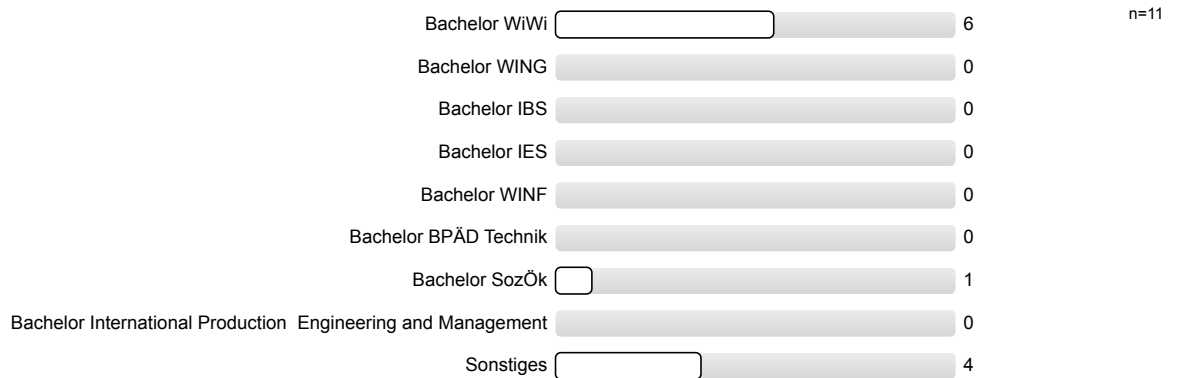 Bachelor WiWi 6 n=11
Bachelor WING 0
Bachelor IBS 0
Bachelor IES 0
Bachelor WINF 0
Bachelor BPÄD Technik 0
Bachelor SozÖk 1
Bachelor International Production  Engineering and Management 0
Sonstiges 4